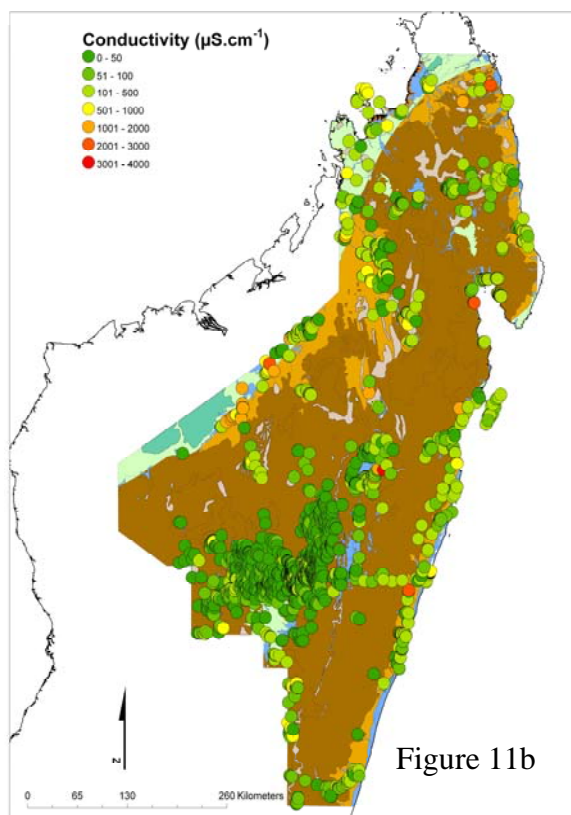 Conductivity (µS.cm⁻¹)
0 - 50
51 - 100
101 - 500
501 - 1000
1001 - 2000
2001 - 3000
3001 - 4000
N
Figure 11b
0 65 130 260 Kilometers